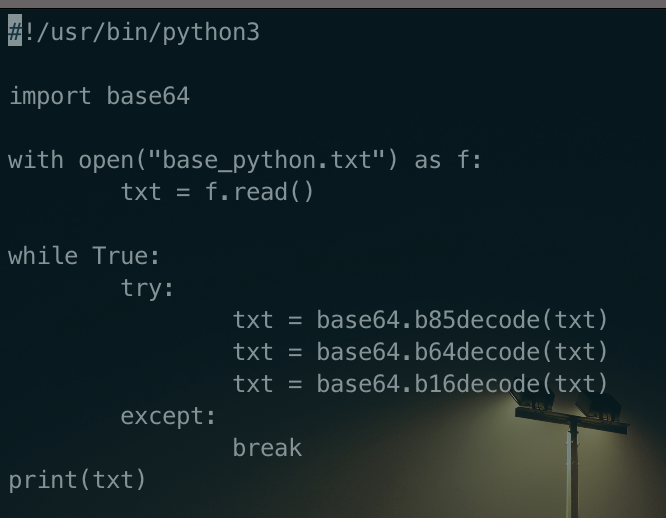 #!/usr/bin/python3
import base64
with open("base_python.txt") as f:
txt = f.read()
while True:
try:
txt = base64.b85decode(txt)
txt = base64.b64decode(txt)
txt = base64.b16decode(txt)
except:
break
print(txt)